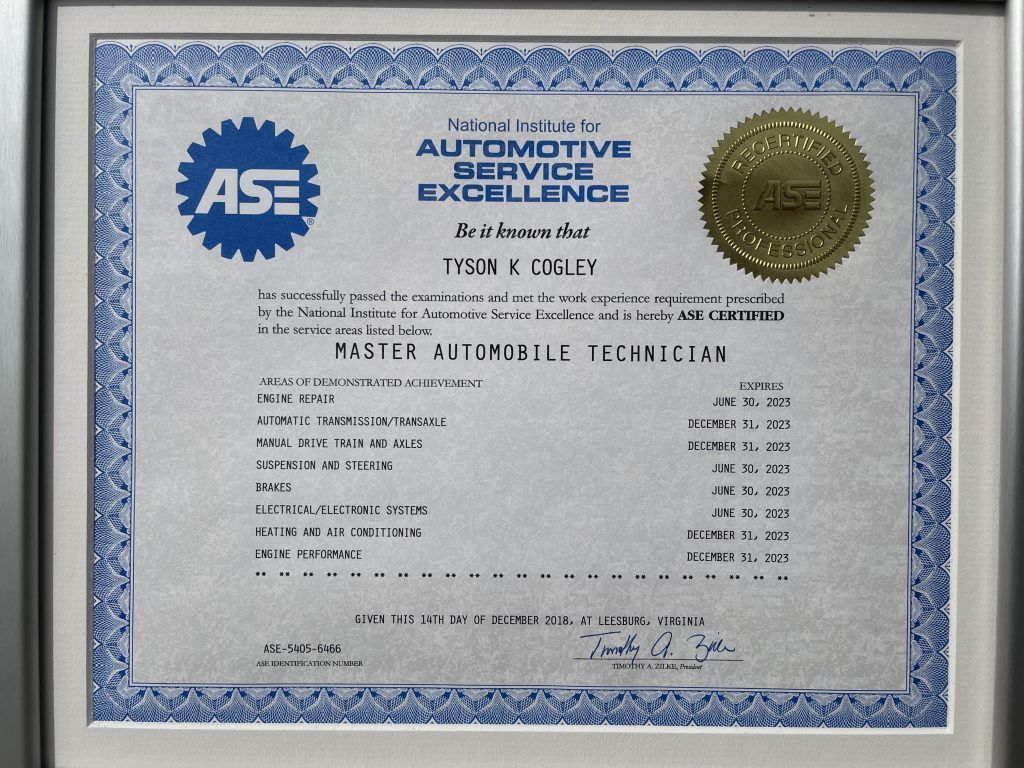 ASE®
National Institute for
AUTOMOTIVE
SERVICE
EXCELLENCE
RECERTIFIED
ASE
PROFESSIONAL
Be it known that
TYSON K COGLEY
has successfully passed the examinations and met the work experience requirement prescribed
by the National Institute for Automotive Service Excellence and is hereby ASE CERTIFIED
in the service areas listed below.
MASTER AUTOMOBILE TECHNICIAN
AREAS OF DEMONSTRATED ACHIEVEMENT EXPIRES
ENGINE REPAIR JUNE 30, 2023
AUTOMATIC TRANSMISSION/TRANSAXLE DECEMBER 31, 2023
MANUAL DRIVE TRAIN AND AXLES DECEMBER 31, 2023
SUSPENSION AND STEERING JUNE 30, 2023
BRAKES JUNE 30, 2023
ELECTRICAL/ELECTRONIC SYSTEMS JUNE 30, 2023
HEATING AND AIR CONDITIONING DECEMBER 31, 2023
ENGINE PERFORMANCE DECEMBER 31, 2023
** ** ** ** ** ** ** ** ** ** ** ** ** ** ** ** ** ** ** ** ** ** **
GIVEN THIS 14TH DAY OF DECEMBER 2018, AT LEESBURG, VIRGINIA
ASE-5405-6466
ASE IDENTIFICATION NUMBER
Timothy A. Zilke
TIMOTHY A. ZILKE, President